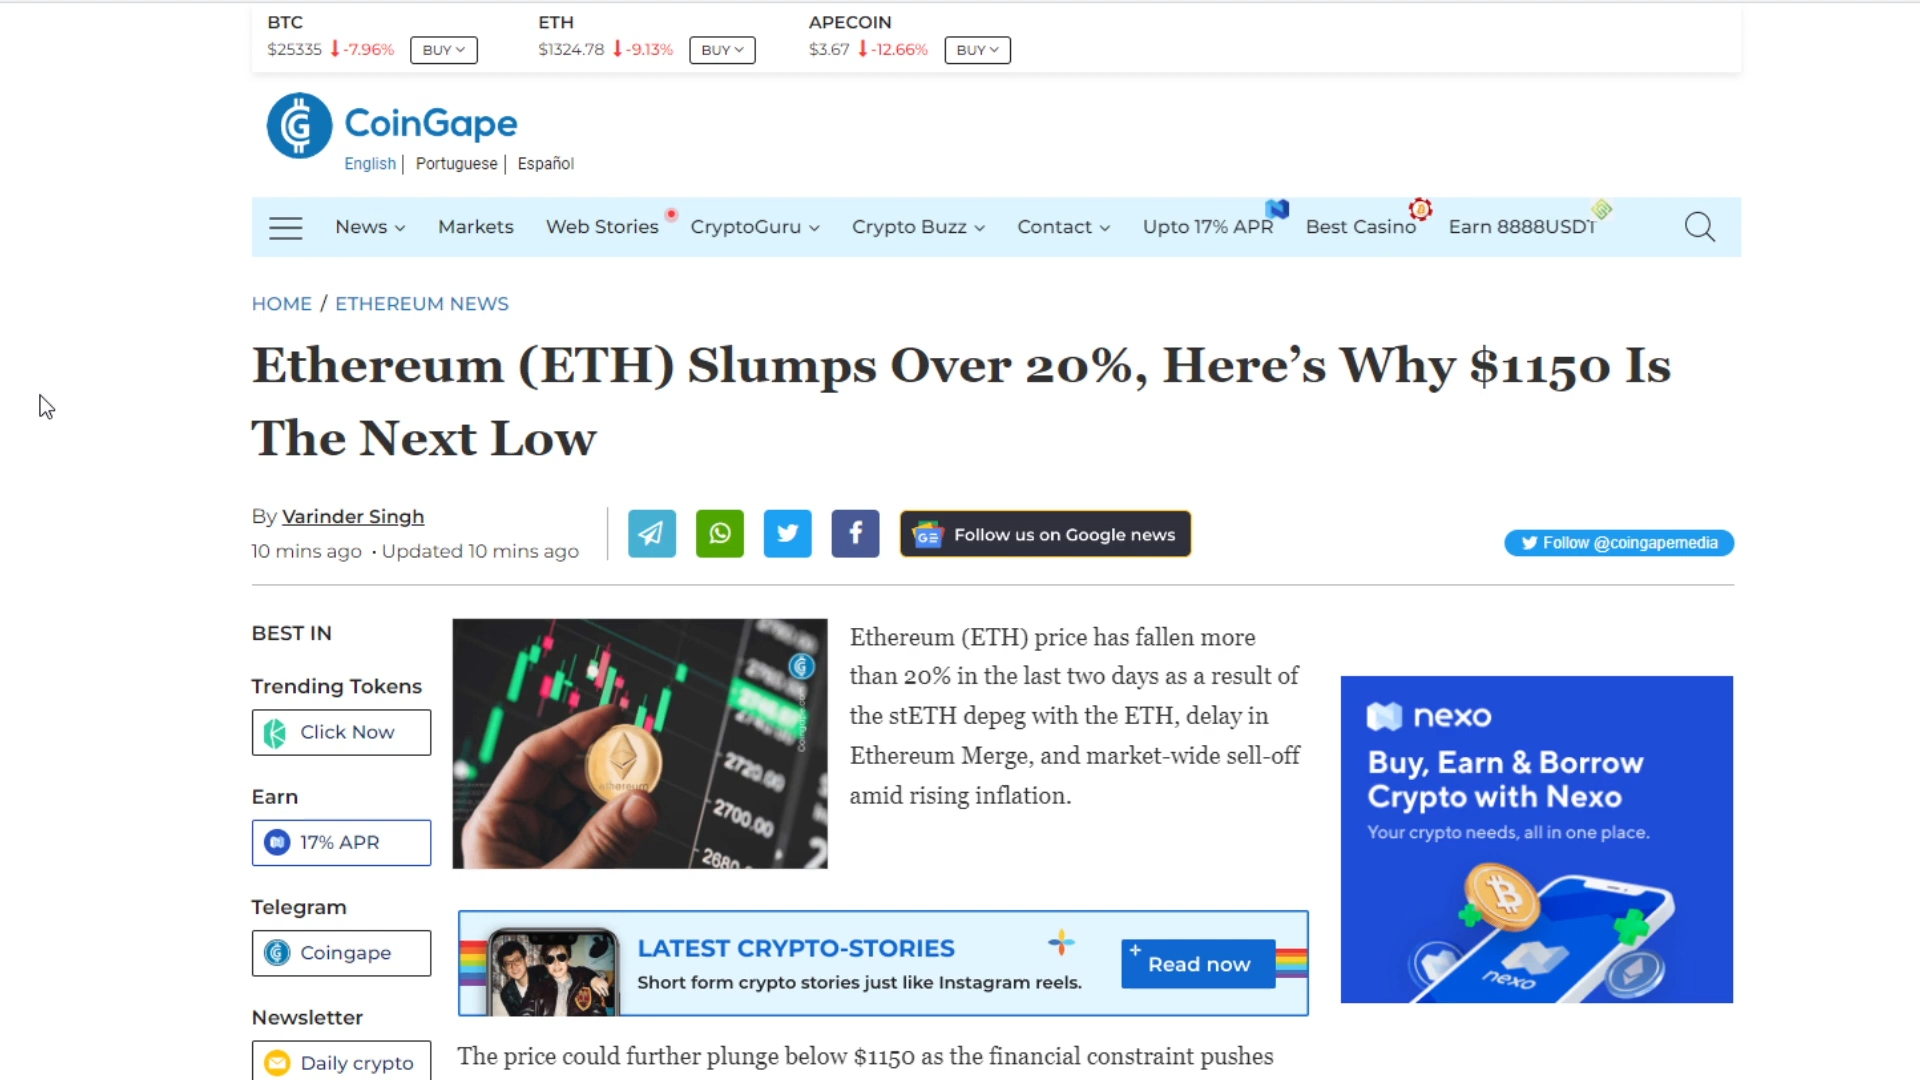 BTC
$25335 -7.96% BUY
ETH
$1324.78 -9.13% BUY
APECOIN
$3.67 -12.66% BUY
CoinGape
English | Portuguese | Español
News Markets Web Stories CryptoGuru Crypto Buzz Contact Upto 17% APR Best Casino Earn 8888USDT
HOME / ETHEREUM NEWS
Ethereum (ETH) Slumps Over 20%, Here’s Why $1150 Is
The Next Low
By Varinder Singh
10 mins ago • Updated 10 mins ago
Follow us on Google news
Follow @coingapemedia
BEST IN
Trending Tokens
Click Now
Earn
17% APR
Telegram
Coingape
Newsletter
Daily crypto
2720.00
2700.00
ethereum
Ethereum (ETH) price has fallen more
than 20% in the last two days as a result of
the stETH depeg with the ETH, delay in
Ethereum Merge, and market-wide sell-off
amid rising inflation.
LATEST CRYPTO-STORIES
Short form crypto stories just like Instagram reels.
Read now
The price could further plunge below $1150 as the financial constraint pushes
nexo
Buy, Earn & Borrow
Crypto with Nexo
Your crypto needs, all in one place.
nexo